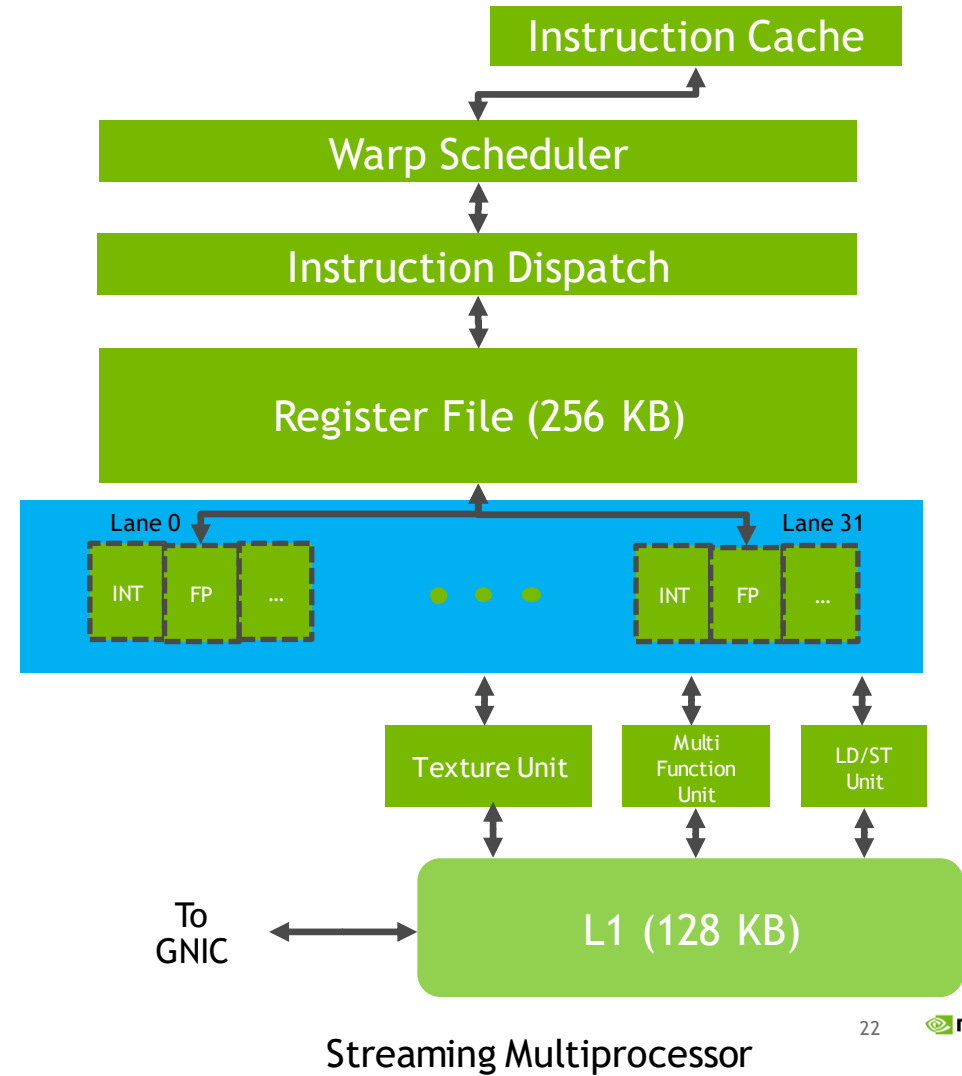 Instruction Cache
Warp Scheduler
Instruction Dispatch
Register File (256 KB)
Lane 0
Lane 31
INT
FP
...
INT
FP
...
Texture Unit
Multi
Function
Unit
LD/ST
Unit
To
GNIC
L1 (128 KB)
22
Streaming Multiprocessor